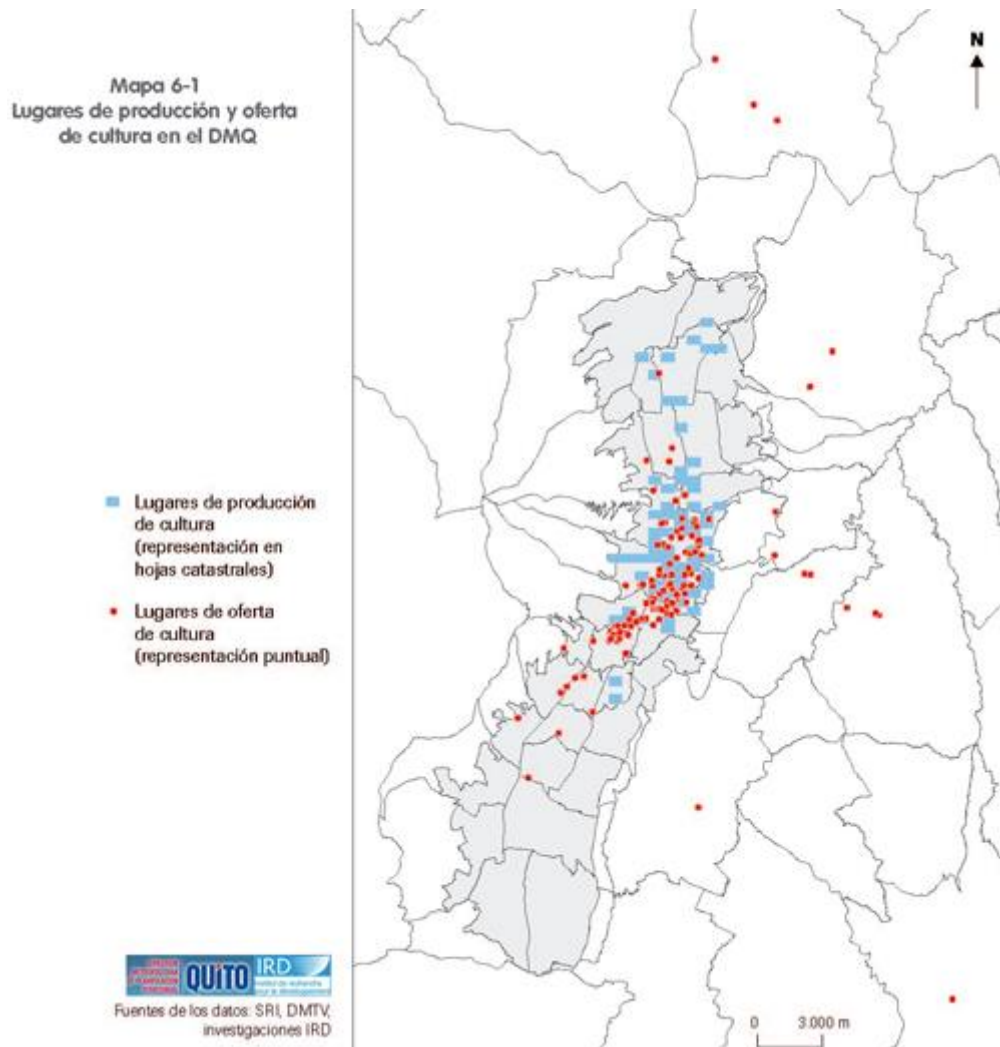 Mapa 6-1
Lugares de producción y oferta
de cultura en el DMQ
N
Lugares de producción
de cultura
(representación en
hojas catastrales)
Lugares de oferta
de cultura
(representación puntual)
QUITO
IRD
Fuentes de los datos: SRI, DMTV,
investigaciones IRD
0 3.000 m